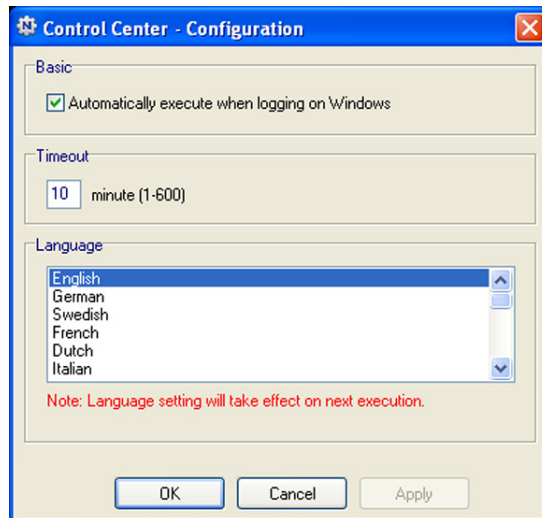 Control Center - Configuration
Basic
Automatically execute when logging on Windows
Timeout
10 minute (1-600)
Language
English
German
Swedish
French
Dutch
Italian
Note: Language setting will take effect on next execution.
OK Cancel Apply